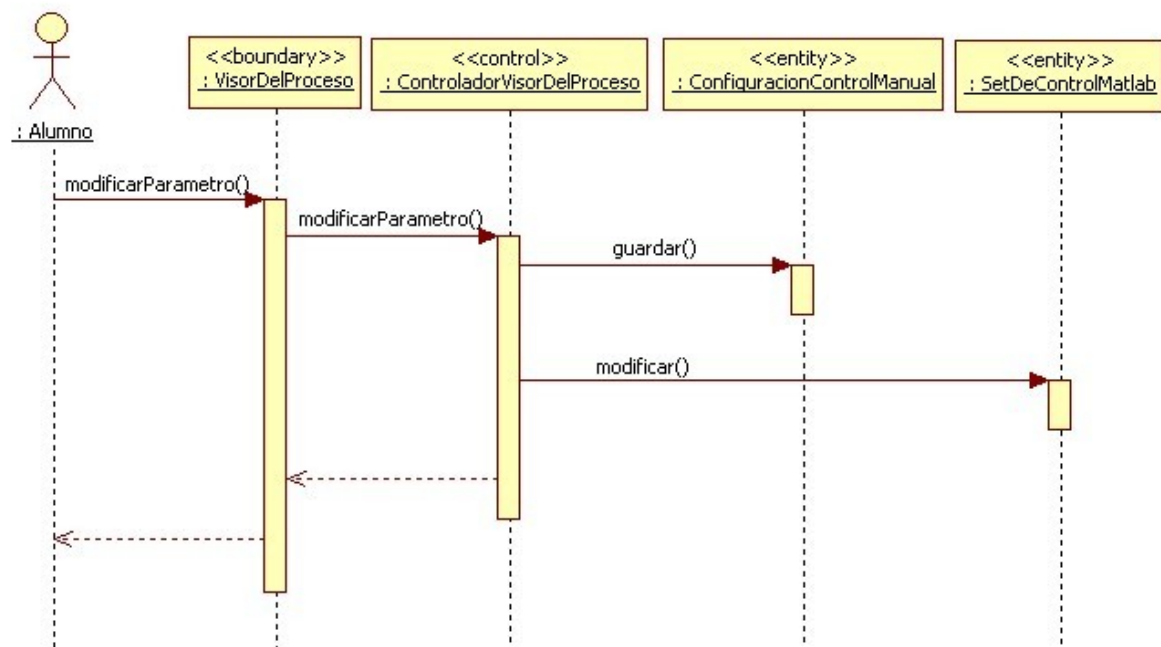 <<boundary>>
: VisorDelProceso
<<control>>
: ControladorVisorDelProceso
<<entity>>
: ConfiguracionControlManual
<<entity>>
: SetDeControlMatlab
: Alumno
modificarParametro()
modificarParametro()
guardar()
modificar()